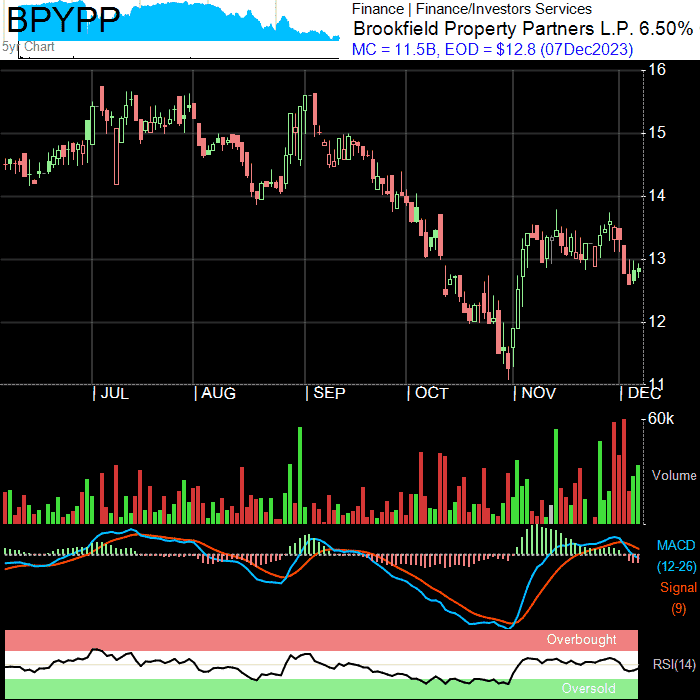 BPYPP
5yr Chart
Finance | Finance/Investors Services
Brookfield Property Partners L.P. 6.50%
MC = 11.5B, EOD = $12.8 (07Dec2023)
16
15
14
13
12
11
JUL
AUG
SEP
OCT
NOV
DEC
60k
Volume
MACD
(12-26)
Signal
(9)
Overbought
RSI(14)
Oversold